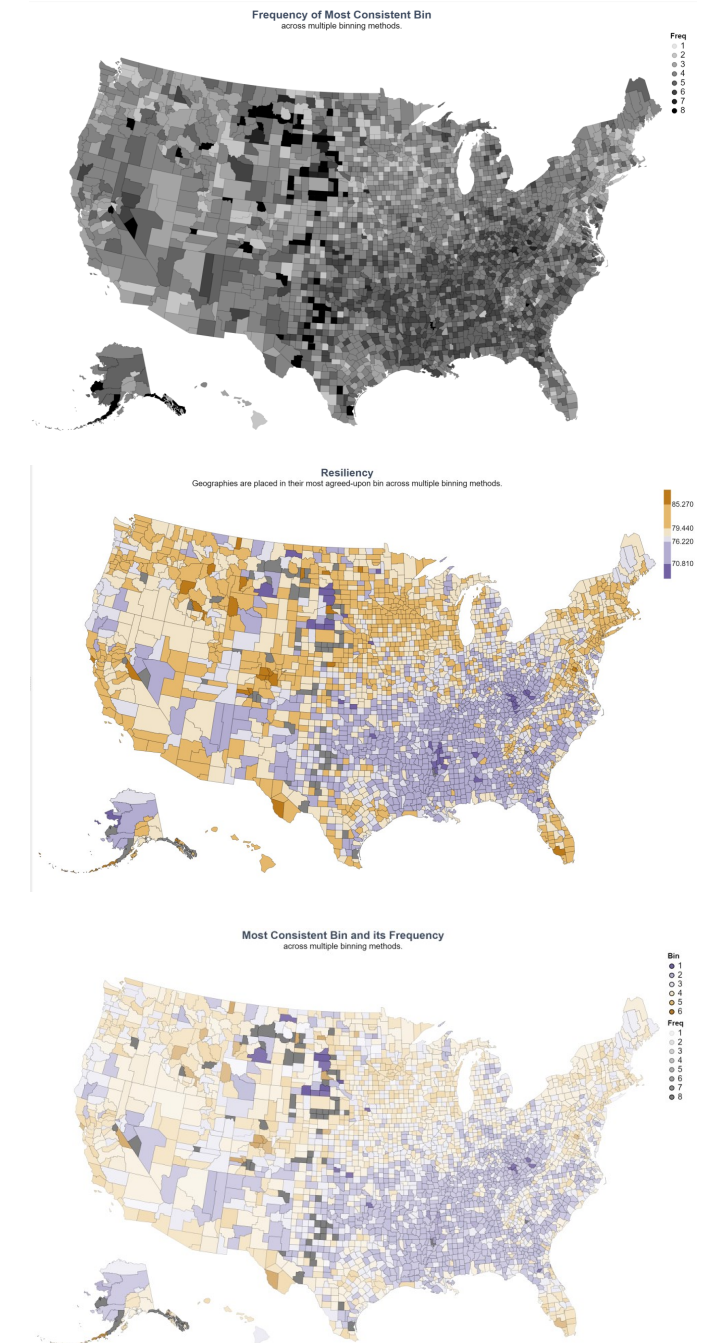 Frequency of Most Consistent Bin
across multiple binning methods.
Freq
1
2
3
4
5
6
7
8
Resiliency
Geographies are placed in their most agreed-upon bin across multiple binning methods.
85.270
79.440
76.220
70.810
Most Consistent Bin and its Frequency
across multiple binning methods.
Bin
1
2
3
4
5
6
Freq
1
2
3
4
5
6
7
8